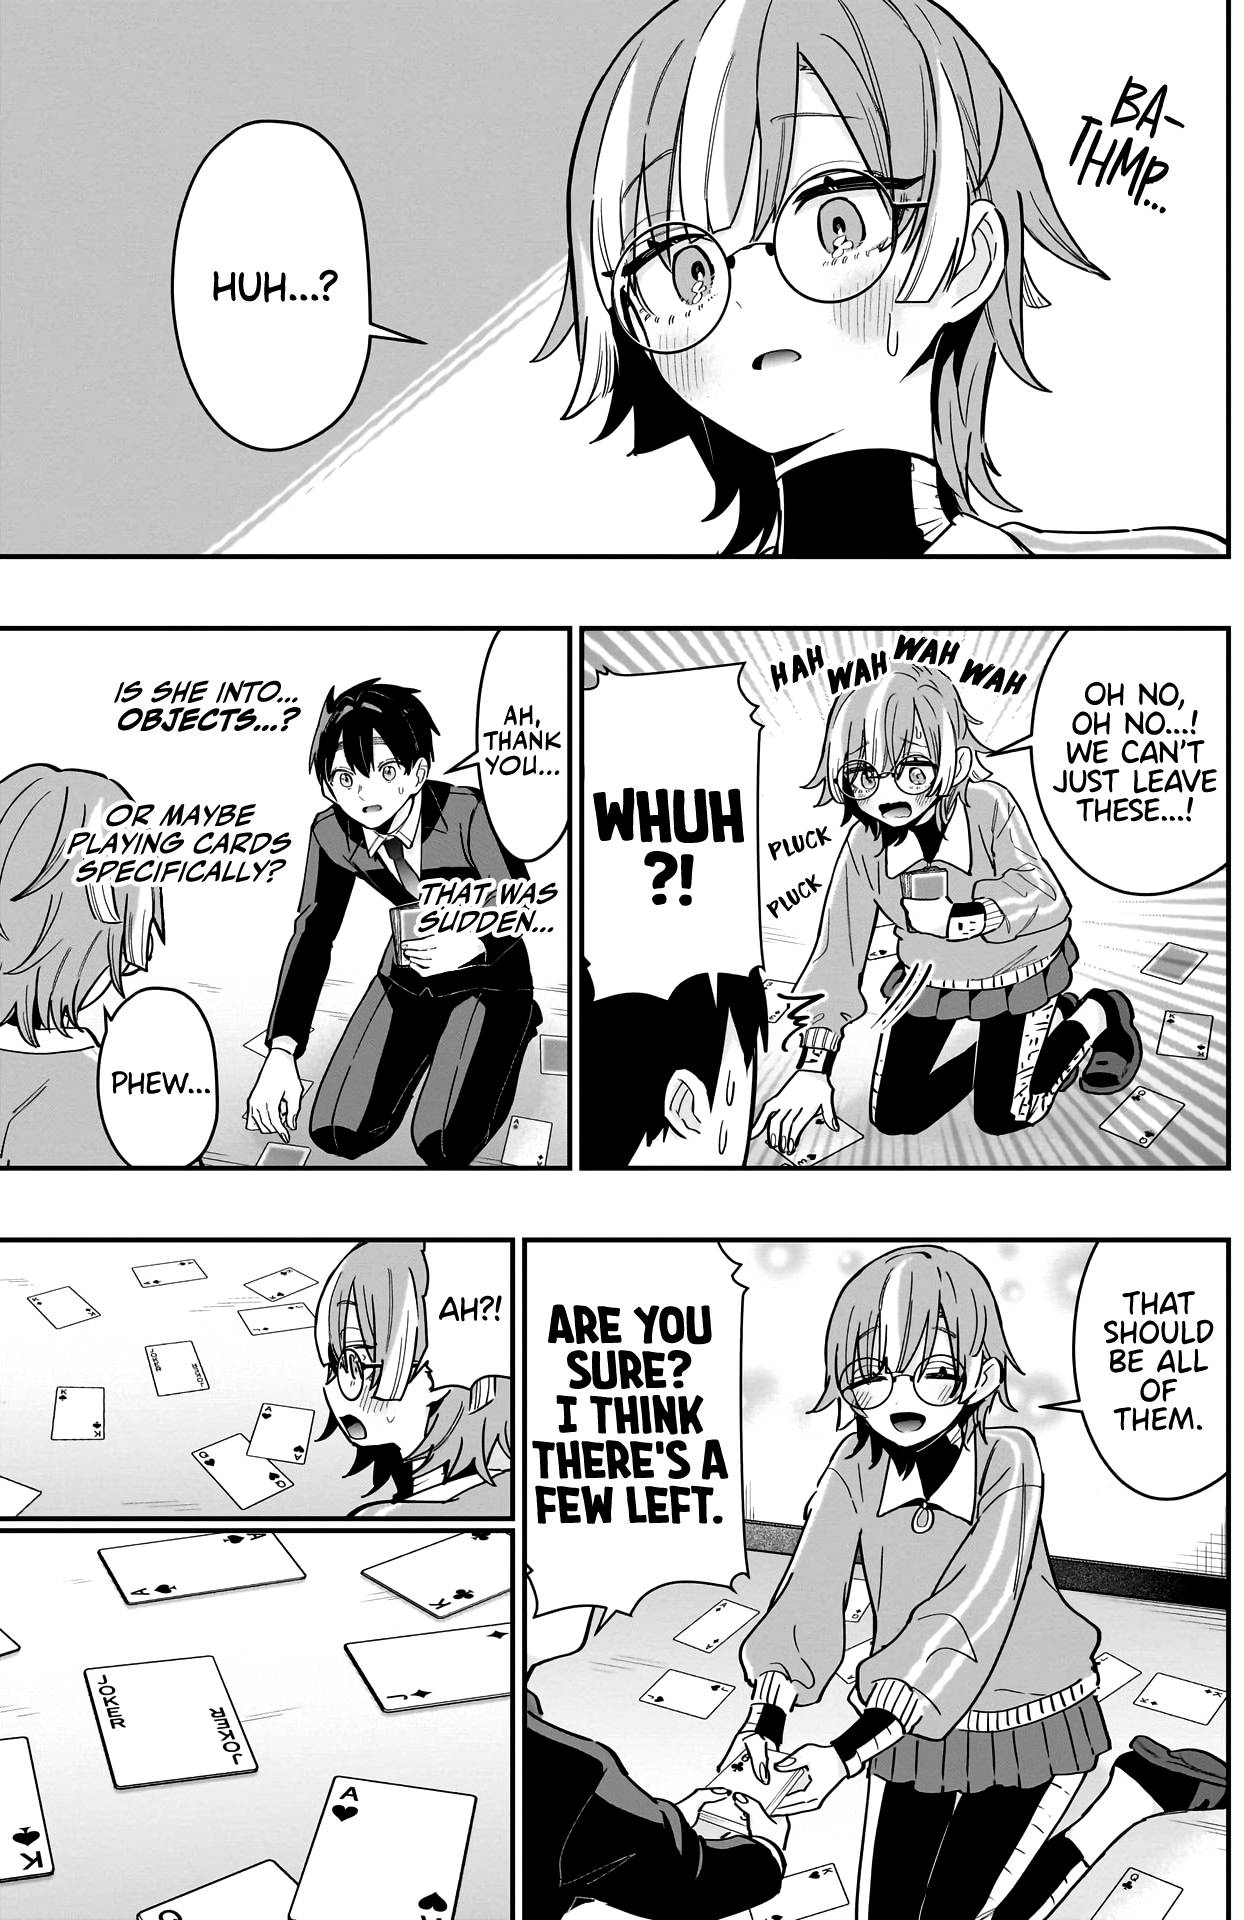 BA-
THMP...
HUH...?
OH NO,
OH NO...!
WE CAN'T
JUST LEAVE
THESE...!
HAH
WAH
WAH
WAH
PLUCK
PLUCK
WHUH
?!
AH,
THANK
YOU...
THAT WAS
SUDDEN...
IS SHE INTO...
OBJECTS...?
OR MAYBE
PLAYING CARDS
SPECIFICALLY?
PHEW...
THAT
SHOULD
BE ALL
OF
THEM.
ARE YOU
SURE?
I THINK
THERE'S A
FEW LEFT.
AH?!
JOKER
JOKER
A
A
K
J
JOKER
JOKER
A
K